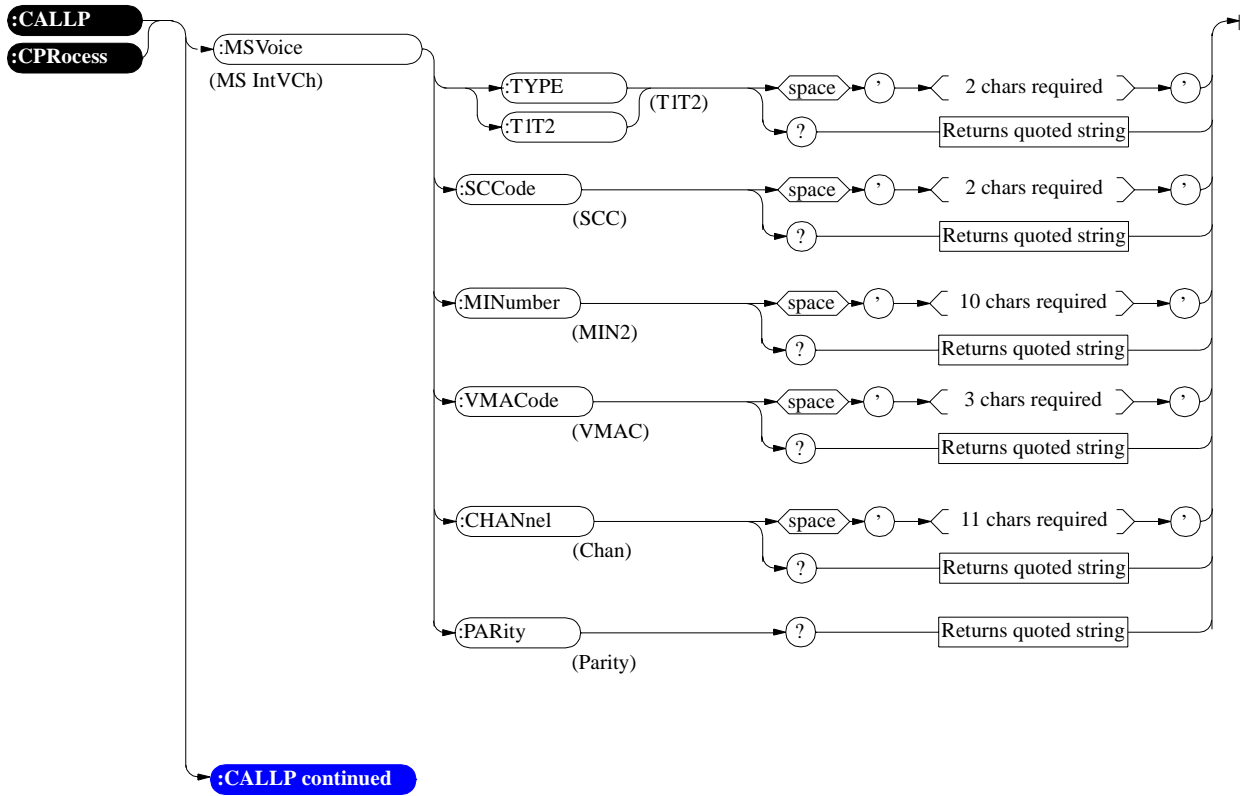 :CALLP
:CPRocess
:MSVoice
(MS IntVCh)
:TYPE
:T1T2
(T1T2)
space ’ 2 chars required ’
? Returns quoted string
:SCCode
(SCC)
space ’ 2 chars required ’
? Returns quoted string
:MINumber
(MIN2)
space ’ 10 chars required ’
? Returns quoted string
:VMACode
(VMAC)
space ’ 3 chars required ’
? Returns quoted string
:CHANnel
(Chan)
space ’ 11 chars required ’
? Returns quoted string
:PARity
(Parity)
? Returns quoted string
:CALLP continued